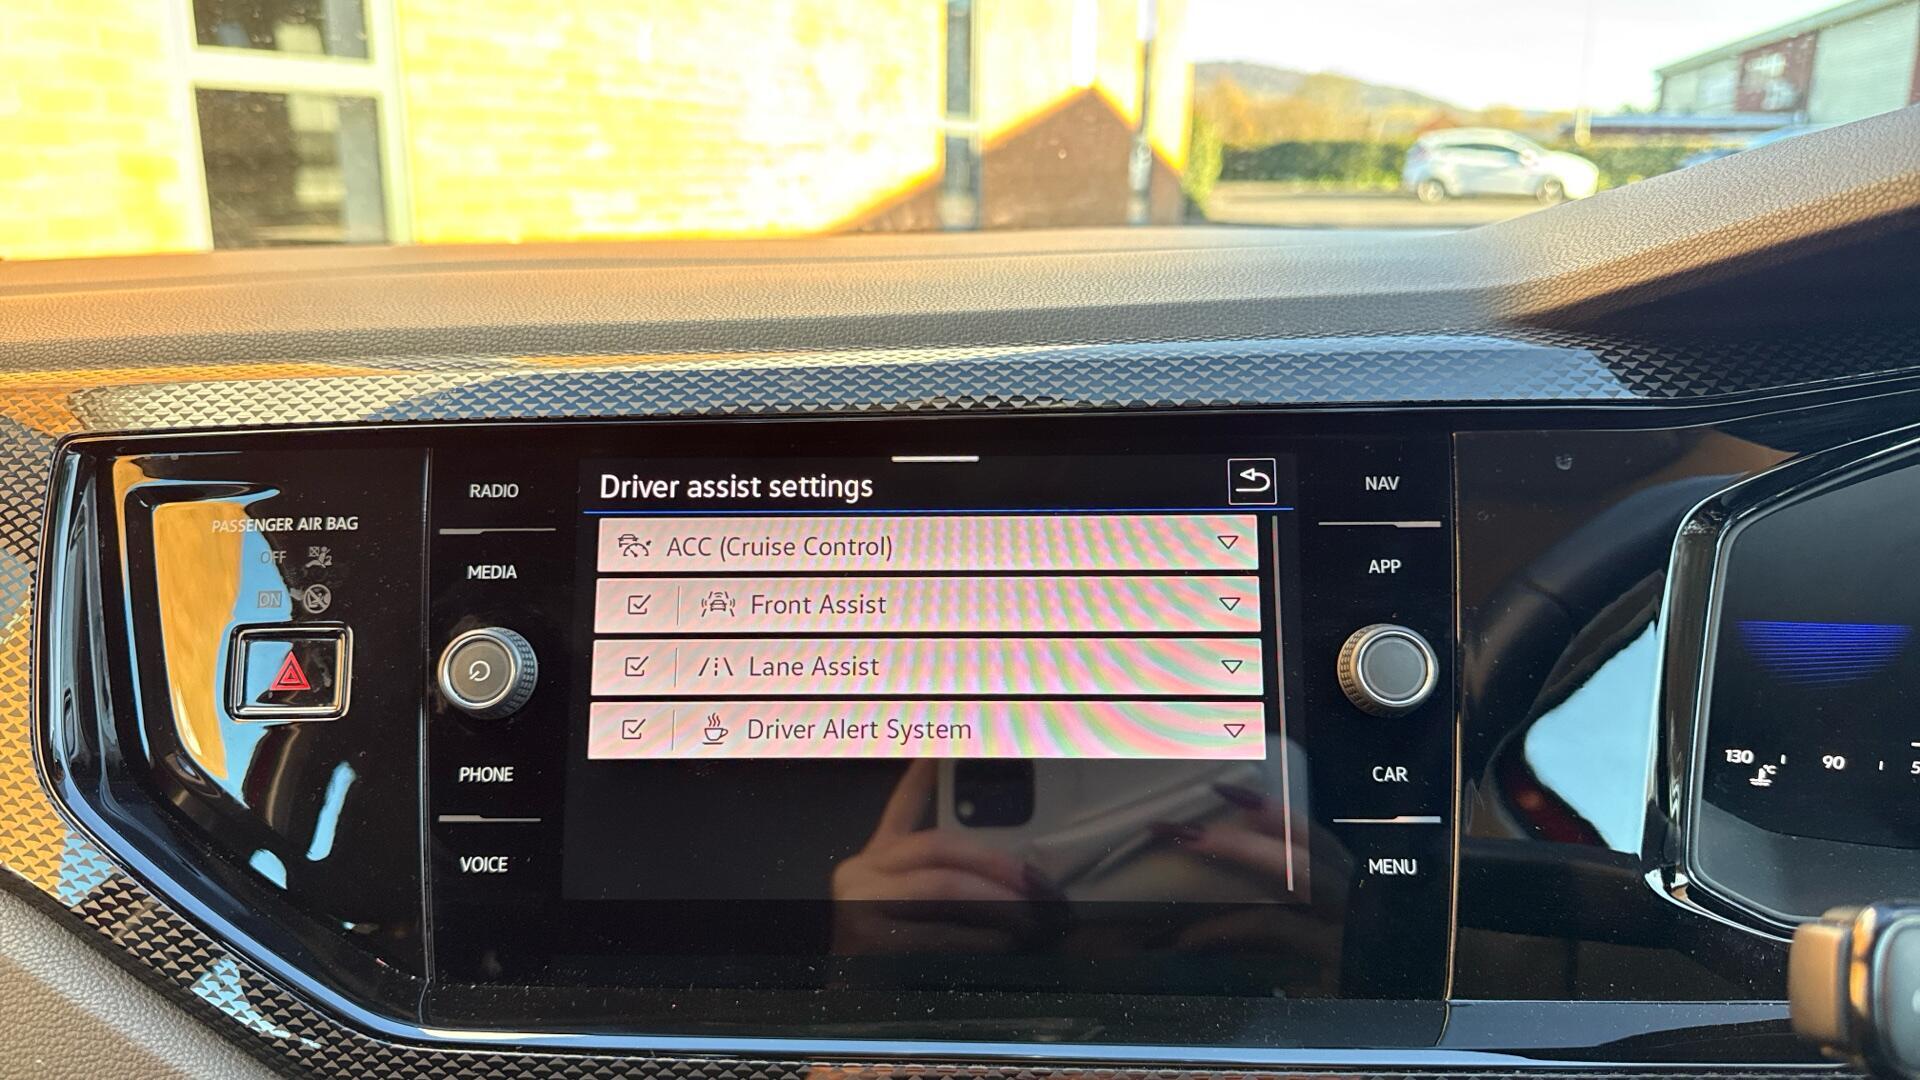 Driver assist settings
ACC (Cruise Control)
Front Assist
Lane Assist
Driver Alert System
PASSENGER AIR BAG
OFF
ON
RADIO
MEDIA
PHONE
VOICE
NAV
APP
CAR
MENU
130
°C
90
5